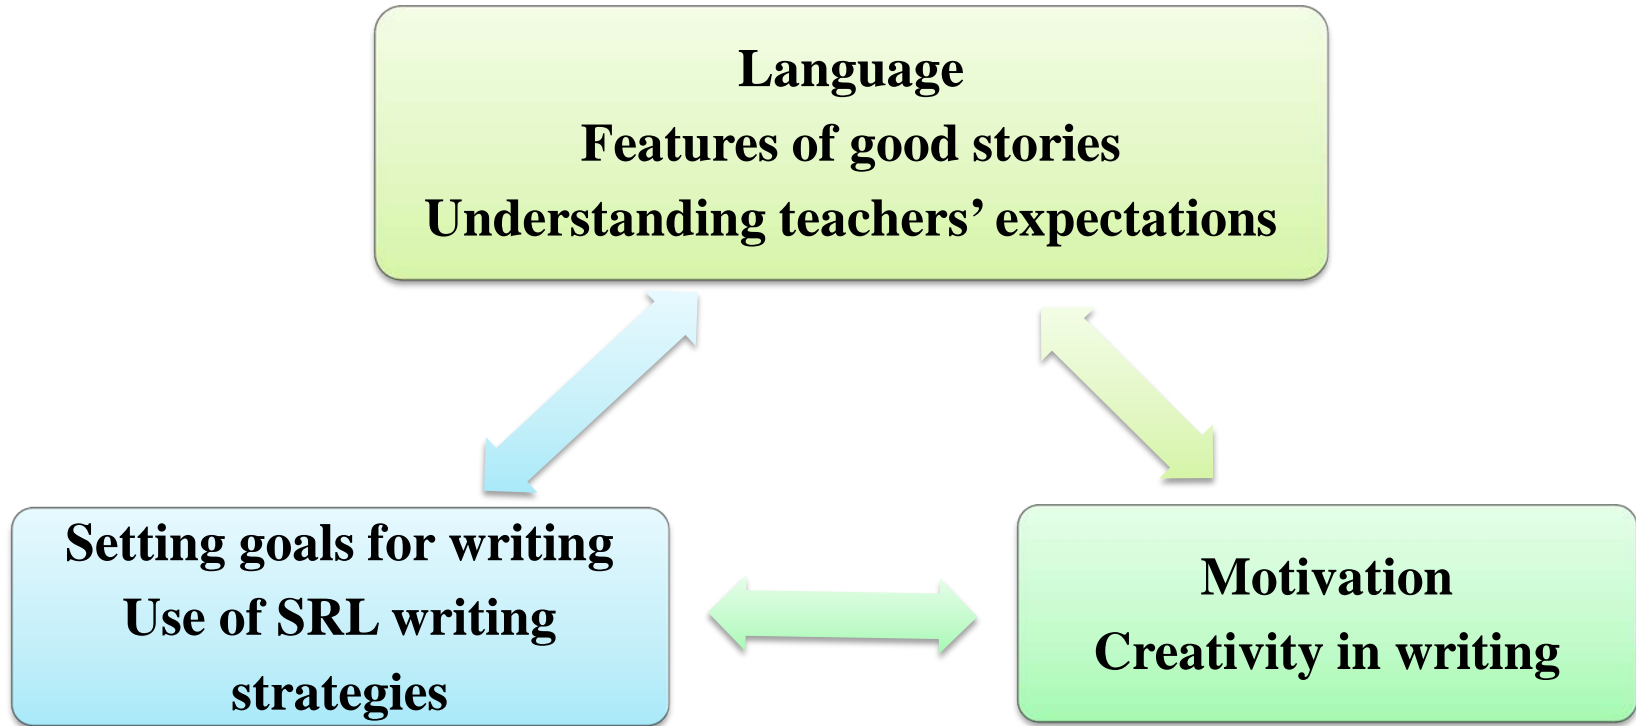 Language
Features of good stories
Understanding teachers’ expectations
Setting goals for writing
Use of SRL writing
strategies
Motivation
Creativity in writing